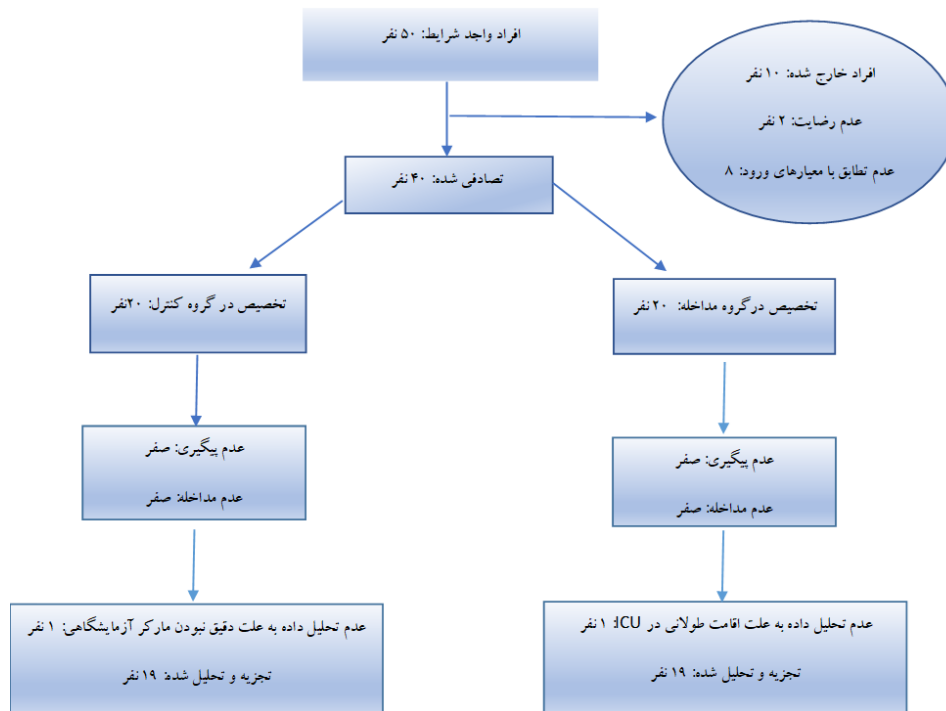 افراد واجد شرایط: ۵۰ نفر
افراد خارج شده: ۱۰ نفر
عدم رضایت: ۲ نفر
عدم تطابق با معیارهای ورود: ۸
تصادفی شده: ۴۰ نفر
تخصیص درگروه مداخله: ۲۰ نفر
تخصیص در گروه کنترل: ۲۰نفر
عدم پیگیری: صفر
عدم مداخله: صفر
عدم پیگیری: صفر
عدم مداخله: صفر
عدم تحلیل داده به علت اقامت طولانی در ICU: ۱ نفر
تجزیه و تحلیل شده: ۱۹ نفر
عدم تحلیل داده به علت دقیق نبودن مارکر آزمایشگاهی: ۱ نفر
تجزیه و تحلیل شده: ۱۹ نفر